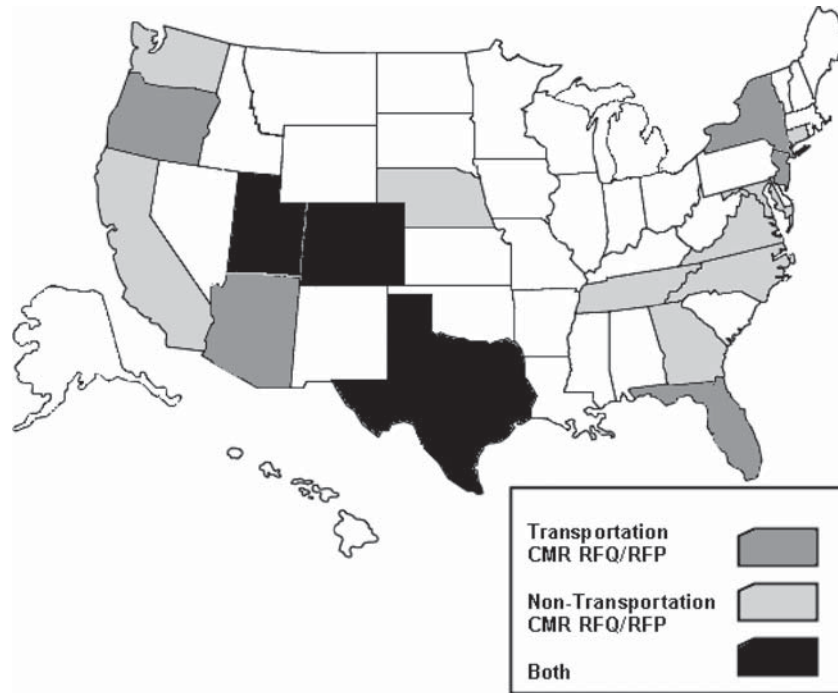 Transportation
CMR RFQ/RFP
Non-Transportation
CMR RFQ/RFP
Both